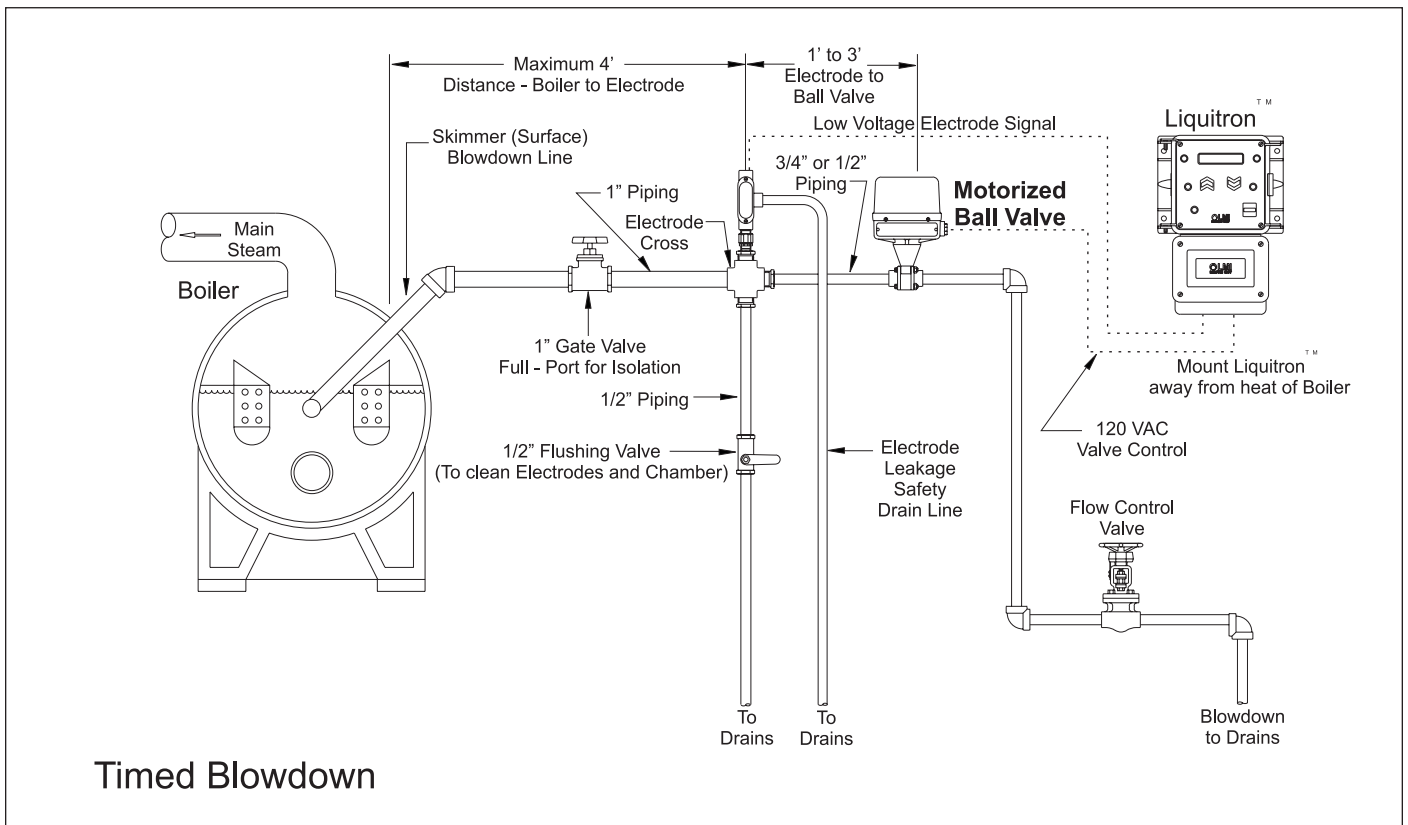 Maximum 4’
Distance - Boiler to Electrode
1’ to 3’
Electrode to
Ball Valve
Low Voltage Electrode Signal
Liquitron
TM
Skimmer (Surface)
Blowdown Line
3/4” or 1/2”
Piping
1” Piping
Motorized
Ball Valve
Electrode
Cross
Main
Steam
Boiler
1” Gate Valve
Full - Port for Isolation
TM
Mount Liquitron
away from heat of Boiler
1/2” Piping
120 VAC
Valve Control
1/2” Flushing Valve
(To clean Electrodes and Chamber)
Electrode
Leakage
Safety
Drain Line
Flow Control
Valve
To
Drains
To
Drains
Blowdown
to Drains
Timed Blowdown